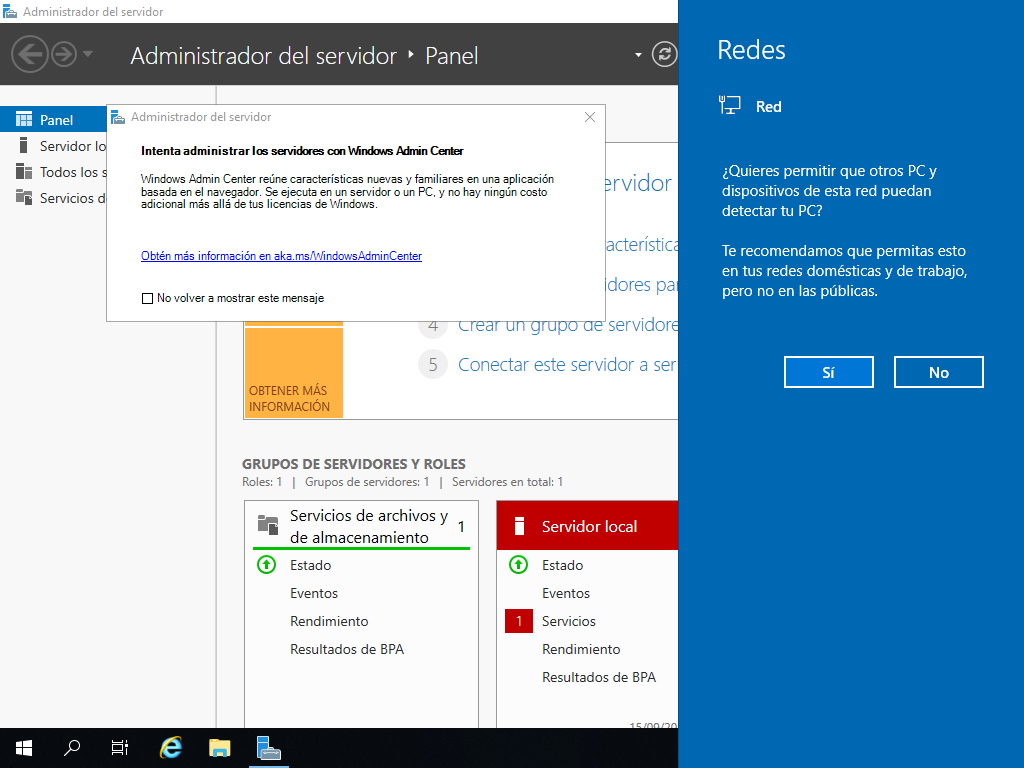 Administrador del servidor
Administrador del servidor
Panel
Panel
Servidor lo
Todos los s
Servicios d
Administrador del servidor
Intenta administrar los servidores con Windows Admin Center
Windows Admin Center reúne características nuevas y familiares en una aplicación
basada en el navegador. Se ejecuta en un servidor o un PC, y no hay ningún costo
adicional más allá de tus licencias de Windows.
Obtén más información en aka.ms/WindowsAdminCenter
No volver a mostrar este mensaje
ervidor
acterística
idores par
4 Crear un grupo de servidore
5 Conectar este servidor a ser
OBTENER MÁS
INFORMACIÓN
GRUPOS DE SERVIDORES Y ROLES
Roles: 1 | Grupos de servidores: 1 | Servidores en total: 1
Servicios de archivos y
de almacenamiento
1
Estado
Eventos
Rendimiento
Resultados de BPA
Servidor local
Estado
Eventos
1 Servicios
Rendimiento
Resultados de BPA
15/09/20
Redes
Red
¿Quieres permitir que otros PC y
dispositivos de esta red puedan
detectar tu PC?
Te recomendamos que permitas esto
en tus redes domésticas y de trabajo,
pero no en las públicas.
Sí
No